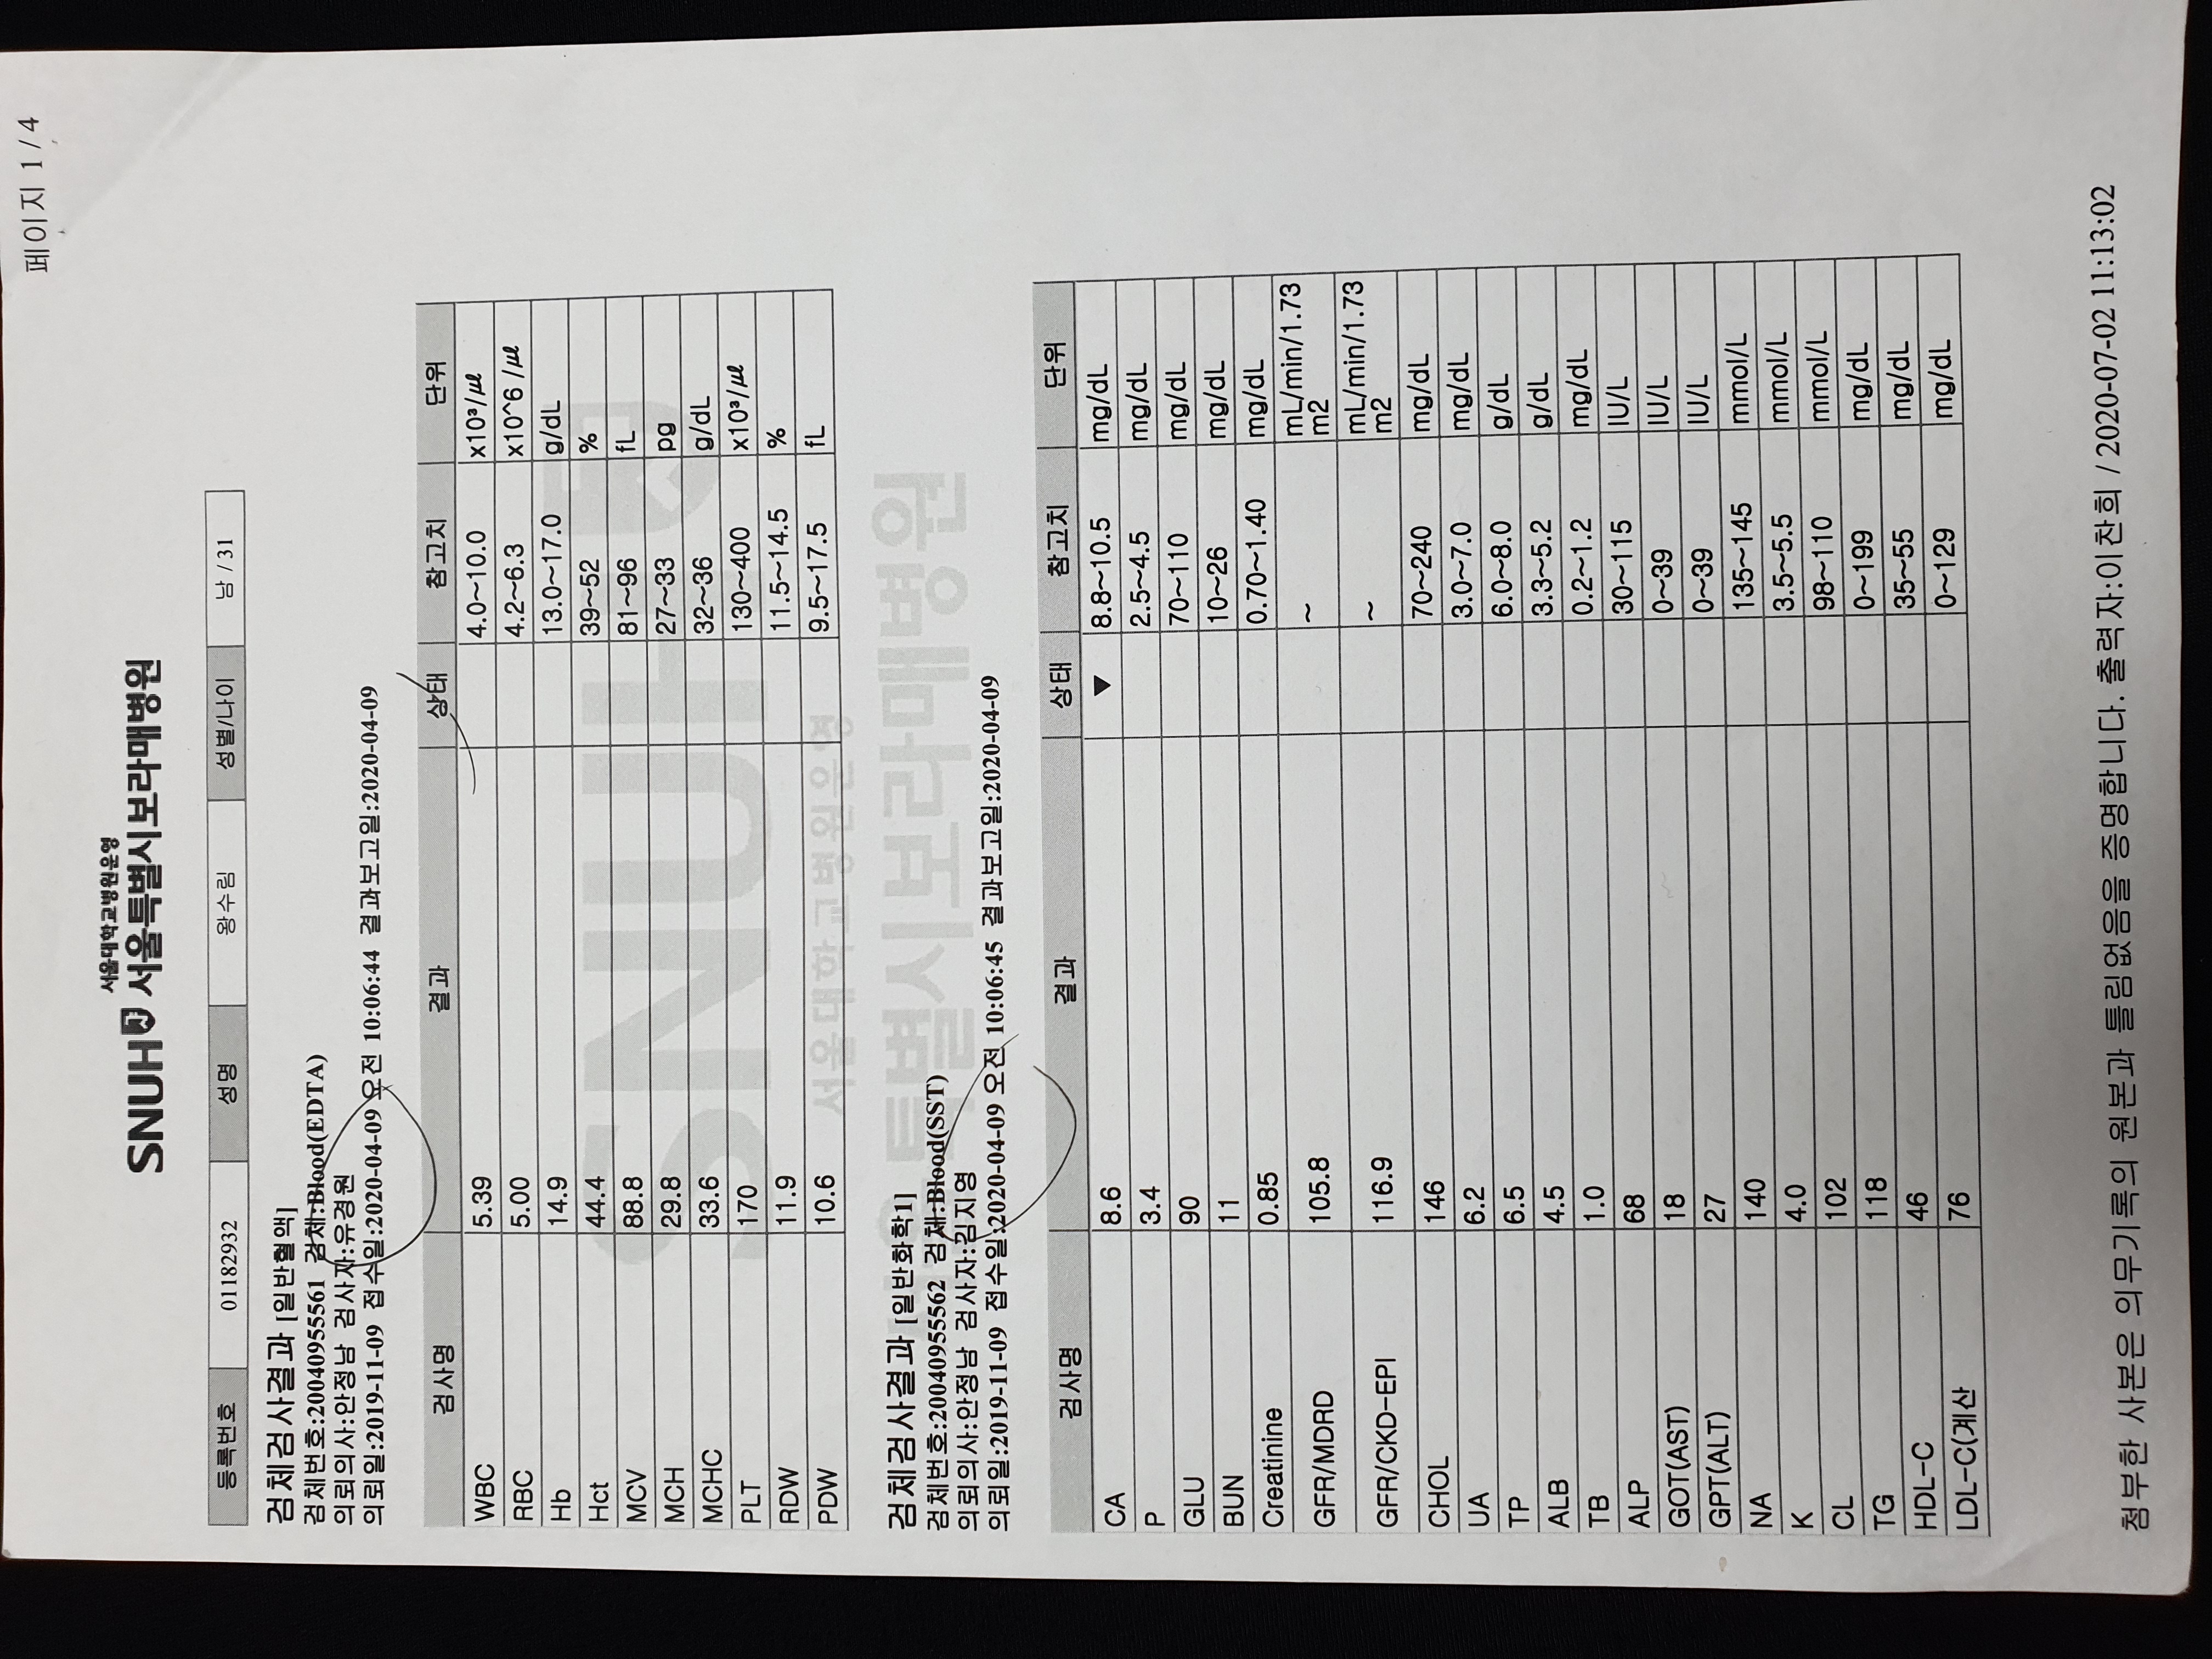 페이지 1 / 4
서울대학교병원운영
SNUH 서울특별시보라매병원
등록번호 01182932 성명 왕수림 성별/나이 남 / 31
검체검사결과 [일반혈액]
검체번호:20040955561 검체:Blood(EDTA)
의뢰의사:안정남 검사자:유경원
의뢰일:2019-11-09 접수일:2020-04-09 오전 10:06:44 결과보고일:2020-04-09
검사명 결과 상태 참고치 단위
WBC 5.39 4.0~10.0 x10³/㎕
RBC 5.00 4.2~6.3 x10^6 /㎕
Hb 14.9 13.0~17.0 g/dL
Hct 44.4 39~52 %
MCV 88.8 81~96 fL
MCH 29.8 27~33 pg
MCHC 33.6 32~36 g/dL
PLT 170 130~400 x10³/㎕
RDW 11.9 11.5~14.5 %
PDW 10.6 9.5~17.5 fL
SNUH
서울대학교병원운영
서울특별시보라매병원
검체검사결과 [일반화학1]
검체번호:20040955562 검체:Blood(SST)
의뢰의사:안정남 검사자:김지영
의뢰일:2019-11-09 접수일:2020-04-09 오전 10:06:45 결과보고일:2020-04-09
검사명 결과 상태 참고치 단위
CA 8.6 ▼ 8.8~10.5 mg/dL
P 3.4 2.5~4.5 mg/dL
GLU 90 70~110 mg/dL
BUN 11 10~26 mg/dL
Creatinine 0.85 0.70~1.40 mg/dL
GFR/MDRD 105.8 ~ mL/min/1.73
m2
GFR/CKD-EPI 116.9 ~ mL/min/1.73
m2
CHOL 146 70~240 mg/dL
UA 6.2 3.0~7.0 mg/dL
TP 6.5 6.0~8.0 g/dL
ALB 4.5 3.3~5.2 g/dL
TB 1.0 0.2~1.2 mg/dL
ALP 68 30~115 IU/L
GOT(AST) 18 0~39 IU/L
GPT(ALT) 27 0~39 IU/L
NA 140 135~145 mmol/L
K 4.0 3.5~5.5 mmol/L
CL 102 98~110 mmol/L
TG 118 0~199 mg/dL
HDL-C 46 35~55 mg/dL
LDL-C(계산 76 0~129 mg/dL
첨부한 사본은 의무기록의 원본과 틀림없음을 증명합니다. 출력자:이찬희 / 2020-07-02 11:13:02